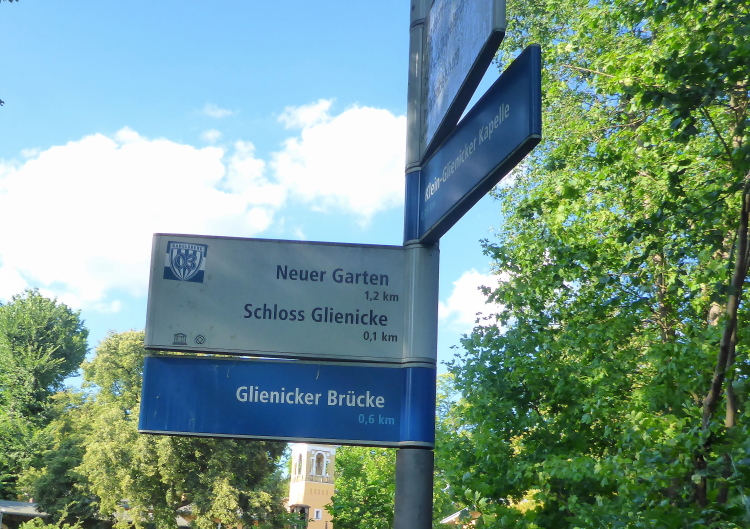 Klein-Glienicker Kapelle
Neuer Garten
1,2 km
Schloss Glienicke
0,1 km
Glienicker Brücke
0,6 km